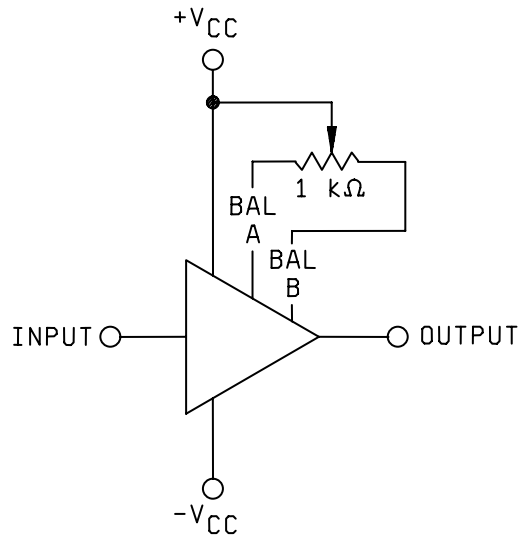 +VCC
1 kΩ
BAL
A
BAL
B
INPUT
OUTPUT
-VCC